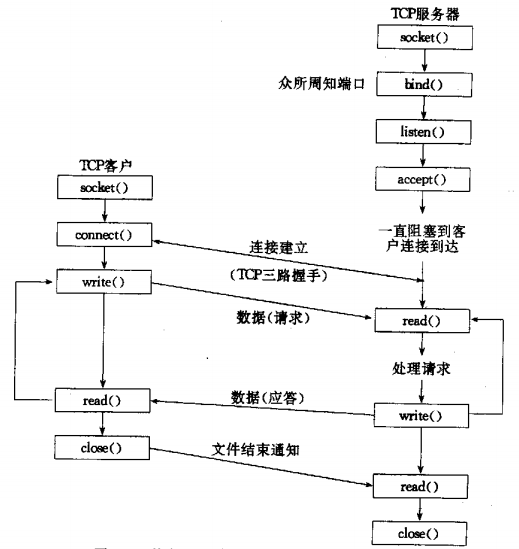 TCP服务器
socket()
众所周知端口
bind()
listen()
accept()
TCP客户
socket()
一直阻塞到客
户连接到达
connect()
连接建立
(TCP三路握手)
write()
数据(请求)
read()
处理请求
read()
数据(应答)
write()
close()
文件结束通知
read()
close()